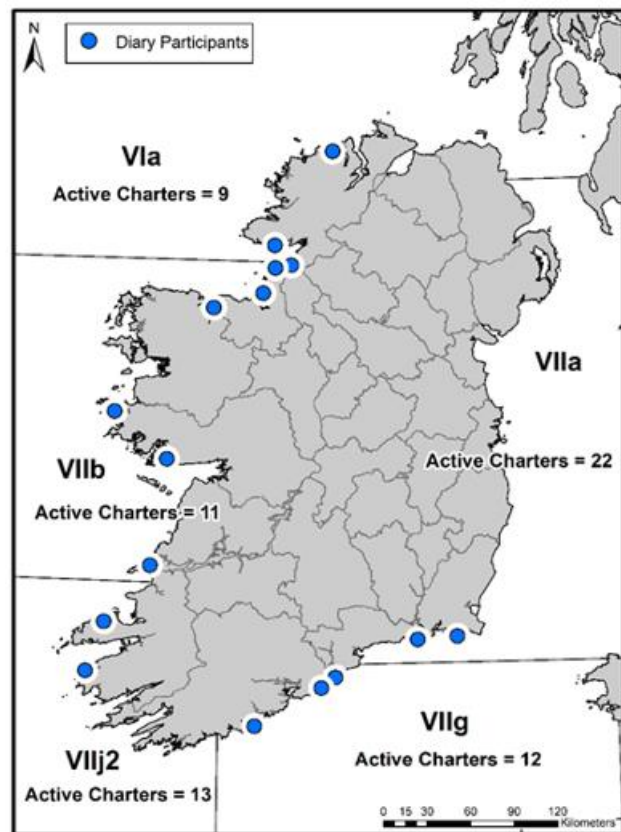 N
Diary Participants
VIa
Active Charters = 9
VIIa
Active Charters = 22
VIIb
Active Charters = 11
VIIg
Active Charters = 12
VIIj2
Active Charters = 13
0 15 30 60 90 120
Kilometers